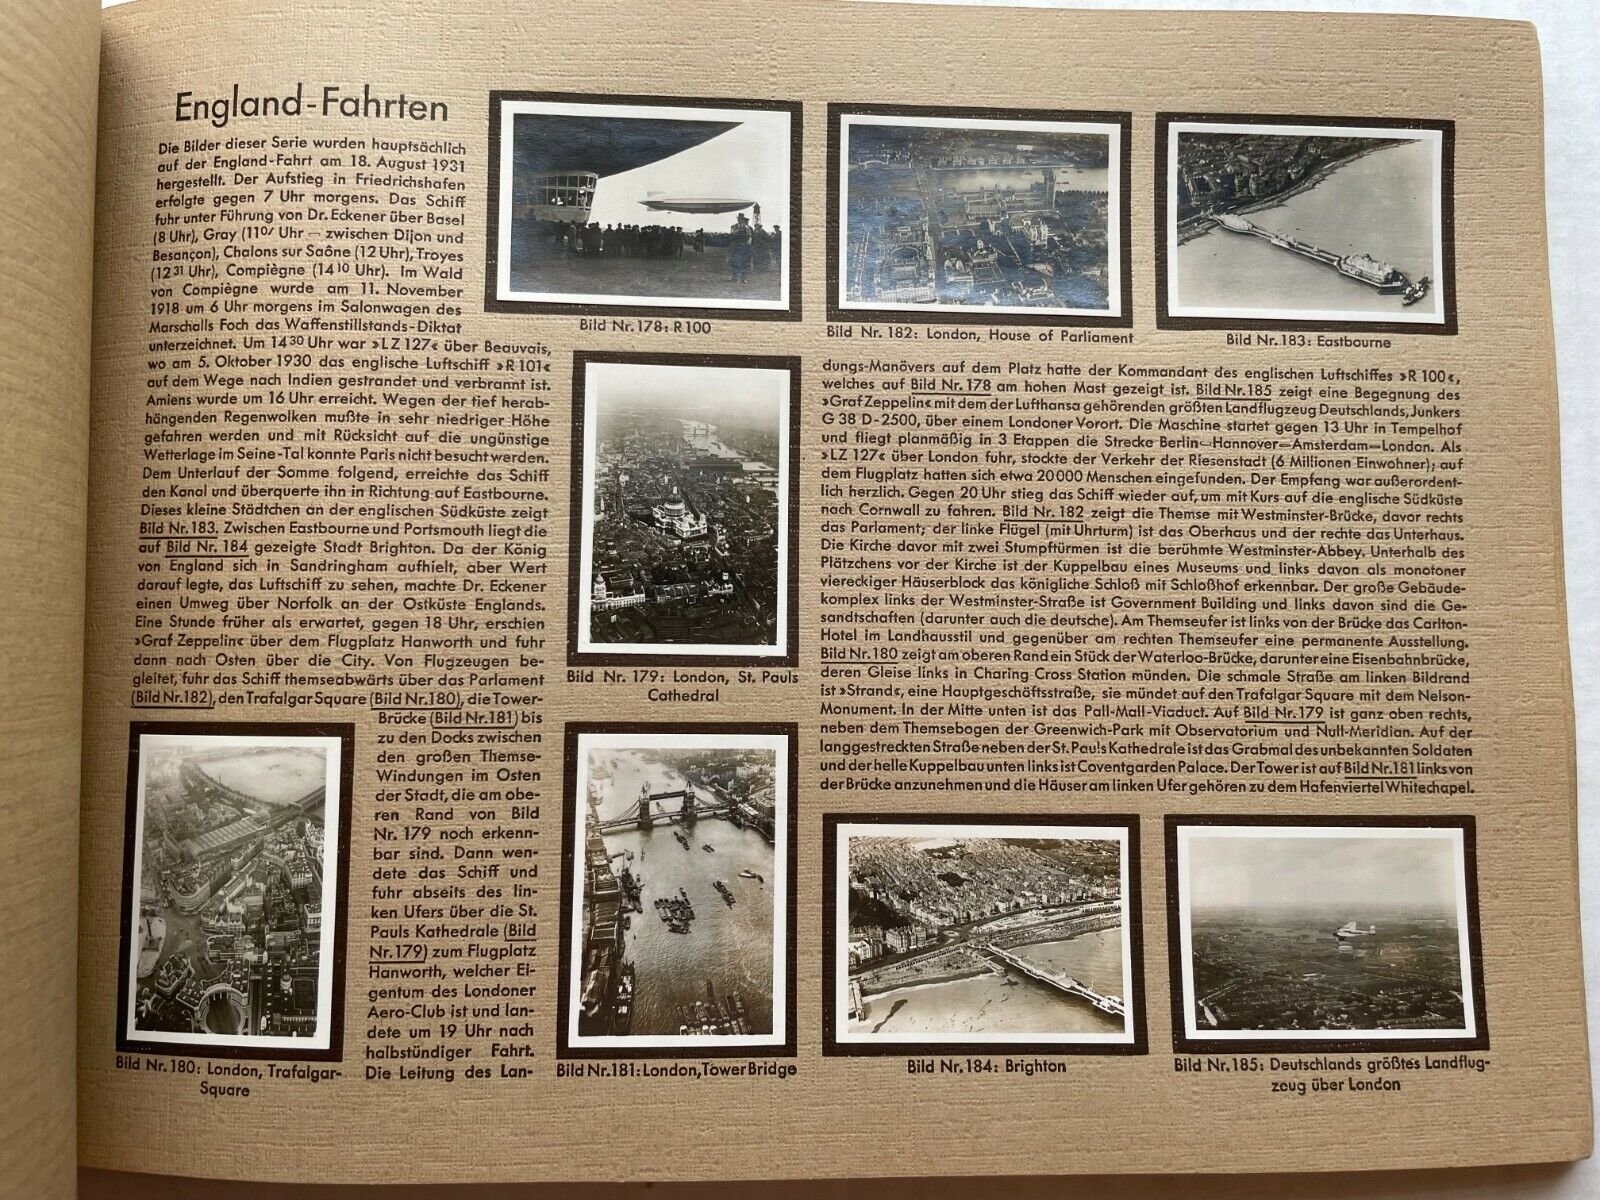 England-Fahrten
Die Bilder dieser Serie wurden hauptsächlich
auf der England-Fahrt am 18. August 1931
hergestellt. Der Aufstieg in Friedrichshafen
erfolgte gegen 7 Uhr morgens. Das Schiff
fuhr unter Führung von Dr. Eckener über Basel
(8 Uhr), Gray (11⁰⁷ Uhr — zwischen Dijon und
Besançon), Chalons sur Saône (12 Uhr), Troyes
(12³¹ Uhr), Compiègne (14¹⁰ Uhr). Im Wald
von Compiègne wurde am 11. November
1918 um 6 Uhr morgens im Salonwagen des
Marschalls Foch das Waffenstillstands-Diktat
unterzeichnet. Um 14³⁰ Uhr war »LZ 127« über Beauvais,
wo am 5. Oktober 1930 das englische Luftschiff »R 101«
auf dem Wege nach Indien gestrandet und verbrannt ist.
Amiens wurde um 16 Uhr erreicht. Wegen der tief herab-
hängenden Regenwolken mußte in sehr niedriger Höhe
gefahren werden und mit Rücksicht auf die ungünstige
Wetterlage im Seine-Tal konnte Paris nicht besucht werden.
Dem Unterlauf der Somme folgend, erreichte das Schiff
den Kanal und überquerte ihn in Richtung auf Eastbourne.
Dieses kleine Städtchen an der englischen Südküste zeigt
Bild Nr. 183. Zwischen Eastbourne und Portsmouth liegt die
auf Bild Nr. 184 gezeigte Stadt Brighton. Da der König
von England sich in Sandringham aufhielt, aber Wert
darauf legte, das Luftschiff zu sehen, machte Dr. Eckener
einen Umweg über Norfolk an der Ostküste Englands.
Eine Stunde früher als erwartet, gegen 18 Uhr, erschien
»Graf Zeppelin« über dem Flugplatz Hanworth und fuhr
dann nach Osten über die City. Von Flugzeugen be-
gleitet, fuhr das Schiff themseabwärts über das Parlament
(Bild Nr.182), den Trafalgar Square (Bild Nr.180), die Tower-
Brücke (Bild Nr.181) bis
zu den Docks zwischen
den großen Themse-
Windungen im Osten
der Stadt, die am obe-
ren Rand von Bild
Nr. 179 noch erkenn-
bar sind. Dann wen-
dete das Schiff und
fuhr abseits des lin-
ken Ufers über die St.
Pauls Kathedrale (Bild
Nr.179) zum Flugplatz
Hanworth, welcher Ei-
gentum des Londoner
Aero-Club ist und lan-
dete um 19 Uhr nach
halbstündiger Fahrt.
Die Leitung des Lan-
Bild Nr. 178: R 100
Bild Nr. 182: London, House of Parliament
Bild Nr. 183: Eastbourne
Bild Nr. 179: London, St. Pauls
Cathedral
dungs-Manövers auf dem Platz hatte der Kommandant des englischen Luftschiffes »R 100«,
welches auf Bild Nr. 178 am hohen Mast gezeigt ist. Bild Nr. 185 zeigt eine Begegnung des
»Graf Zeppelin« mit dem der Lufthansa gehörenden größten Landflugzeug Deutschlands, Junkers
G 38 D-2500, über einem Londoner Vorort. Die Maschine startet gegen 13 Uhr in Tempelhof
und fliegt planmäßig in 3 Etappen die Strecke Berlin—Hannover—Amsterdam—London. Als
»LZ 127« über London fuhr, stockte der Verkehr der Riesenstadt (6 Millionen Einwohner); auf
dem Flugplatz hatten sich etwa 20000 Menschen eingefunden. Der Empfang war außerordent-
lich herzlich. Gegen 20 Uhr stieg das Schiff wieder auf, um mit Kurs auf die englische Südküste
nach Cornwall zu fahren. Bild Nr. 182 zeigt die Themse mit Westminster-Brücke, davor rechts
das Parlament; der linke Flügel (mit Uhrturm) ist das Oberhaus und der rechte das Unterhaus.
Die Kirche davor mit zwei Stumpftürmen ist die berühmte Westminster-Abbey. Unterhalb des
Plätzchens vor der Kirche ist der Kuppelbau eines Museums und links davon als monotoner
viereckiger Häuserblock das königliche Schloß mit Schloßhof erkennbar. Der große Gebäude-
komplex links der Westminster-Straße ist Government Building und links davon sind die Ge-
sandtschaften (darunter auch die deutsche). Am Themseufer ist links von der Brücke das Carlton-
Hotel im Landhausstil und gegenüber am rechten Themseufer eine permanente Ausstellung.
Bild Nr. 180 zeigt am oberen Rand ein Stück der Waterloo-Brücke, darunter eine Eisenbahnbrücke,
deren Gleise links in Charing Cross Station münden. Die schmale Straße am linken Bildrand
ist »Strand«, eine Hauptgeschäftsstraße, sie mündet auf den Trafalgar Square mit dem Nelson-
Monument. In der Mitte unten ist das Pall-Mall-Viaduct. Auf Bild Nr. 179 ist ganz oben rechts,
neben dem Themsebogen der Greenwich-Park mit Observatorium und Null-Meridian. Auf der
langgestreckten Straße neben der St. Pauls Kathedrale ist das Grabmal des unbekannten Soldaten
und der helle Kuppelbau unten links ist Coventgarden Palace. Der Tower ist auf Bild Nr. 181 links von
der Brücke anzunehmen und die Häuser am linken Ufer gehören zu dem Hafenviertel Whitechapel.
Bild Nr. 180: London, Trafalgar-
Square
Bild Nr. 181: London, Tower Bridge
Bild Nr. 184: Brighton
Bild Nr. 185: Deutschlands größtes Landflug-
zeug über London